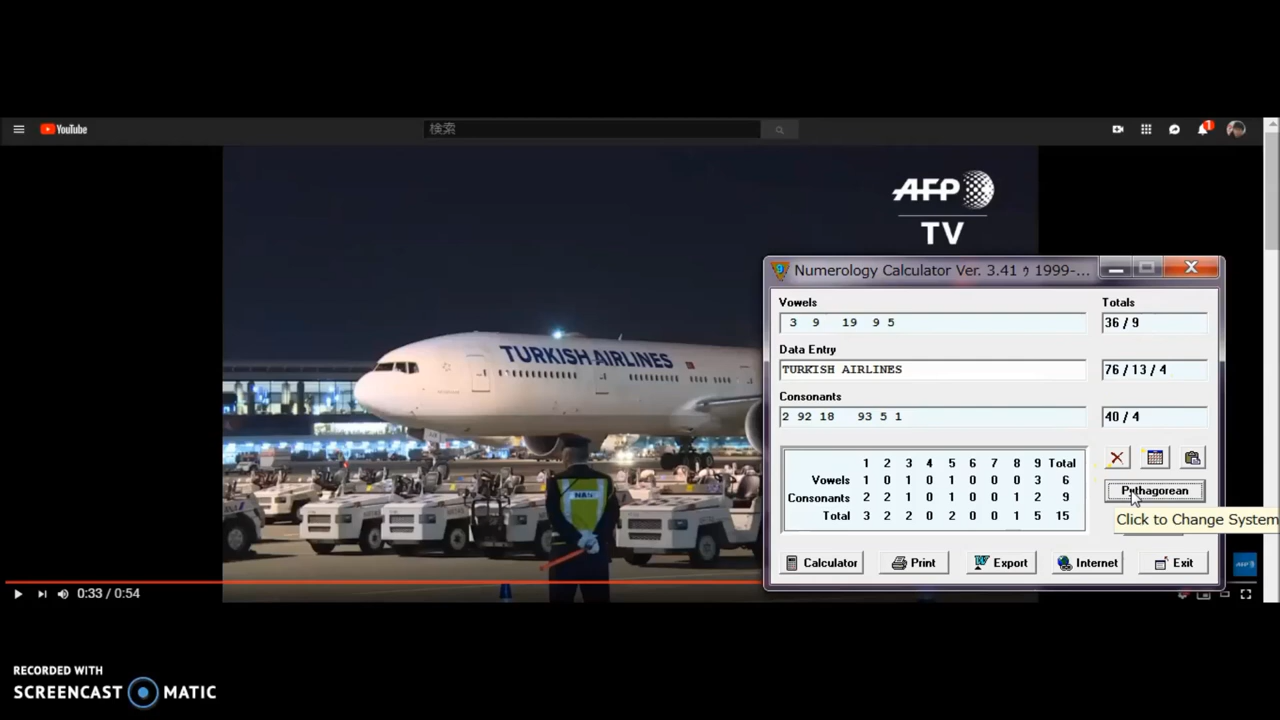 YouTube
検索
1
AFP
TV
TURKISH AIRLINES
NAA
Numerology Calculator Ver. 3.41 ｩ 1999-...
Vowels
Totals
3 9 19 9 5
36 / 9
Data Entry
TURKISH AIRLINES
76 / 13 / 4
Consonants
2 92 18 93 5 1
40 / 4
1 2 3 4 5 6 7 8 9 Total
Vowels 1 0 1 0 1 0 0 0 3 6
Consonants 2 2 1 0 1 0 0 1 2 9
Total 3 2 2 0 2 0 0 1 5 15
Pythagorean
Click to Change System
Calculator Print Export Internet Exit
AFP
0:33 / 0:54
RECORDED WITH
SCREENCAST MATIC